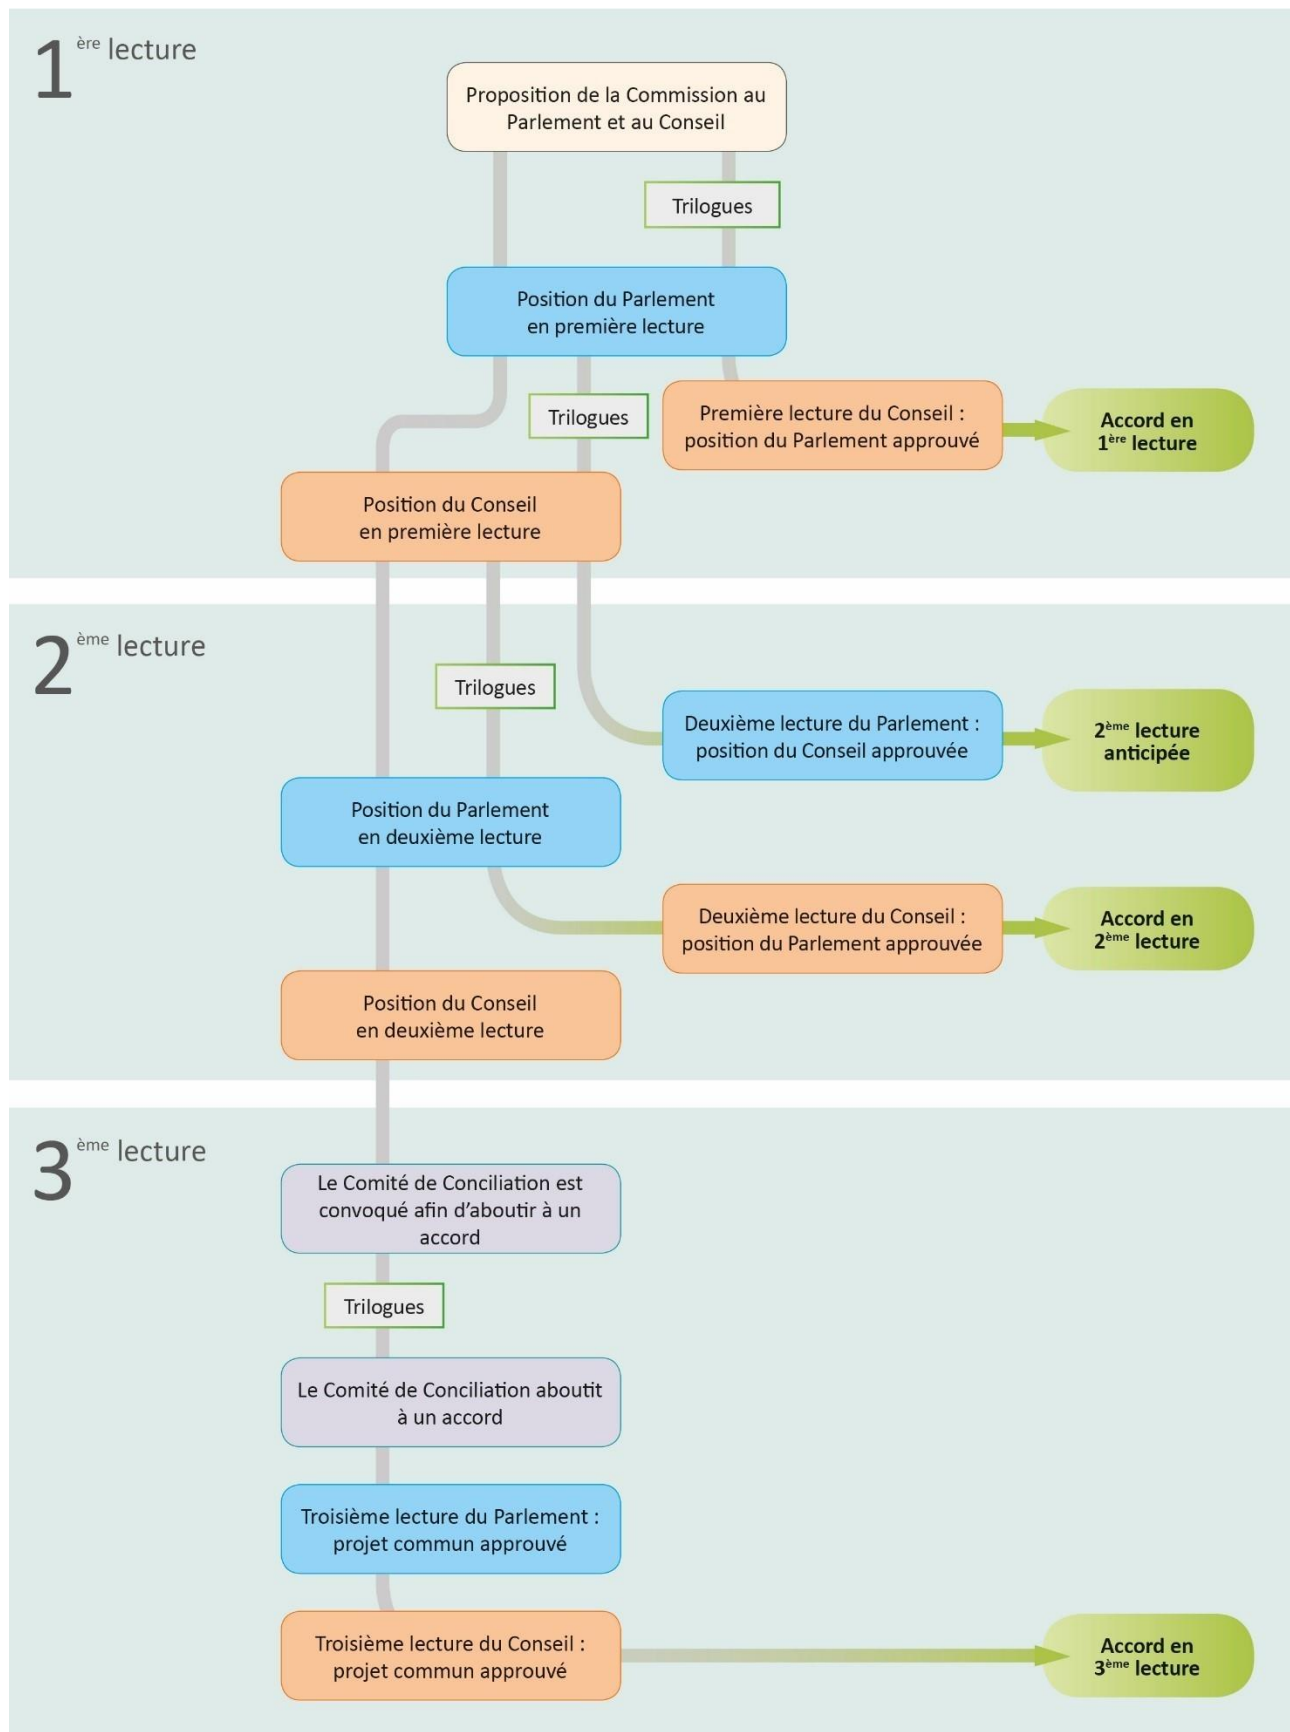 1ère lecture
Proposition de la Commission au
Parlement et au Conseil
Trilogues
Position du Parlement
en première lecture
Trilogues
Première lecture du Conseil :
position du Parlement approuvé
Accord en
1ère lecture
Position du Conseil
en première lecture
2ème lecture
Trilogues
Deuxième lecture du Parlement :
position du Conseil approuvée
2ème lecture
anticipée
Position du Parlement
en deuxième lecture
Deuxième lecture du Conseil :
position du Parlement approuvée
Accord en
2ème lecture
Position du Conseil
en deuxième lecture
3ème lecture
Le Comité de Conciliation est
convoqué afin d’aboutir à un
accord
Trilogues
Le Comité de Conciliation aboutit
à un accord
Troisième lecture du Parlement :
projet commun approuvé
Troisième lecture du Conseil :
projet commun approuvé
Accord en
3ème lecture